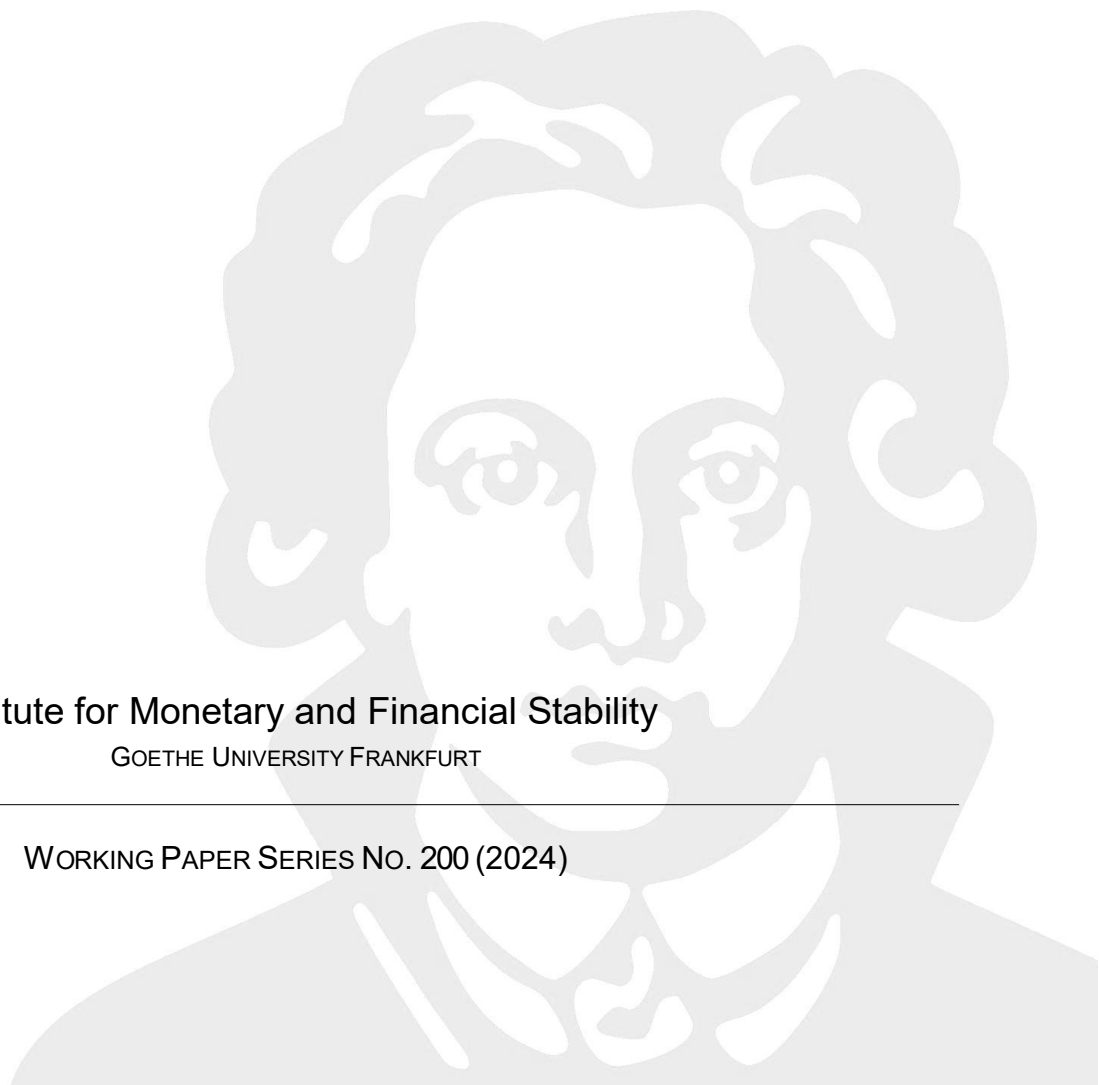 tute for Monetary and Financial Stability
GOETHE UNIVERSITY FRANKFURT
WORKING PAPER SERIES NO. 200 (2024)